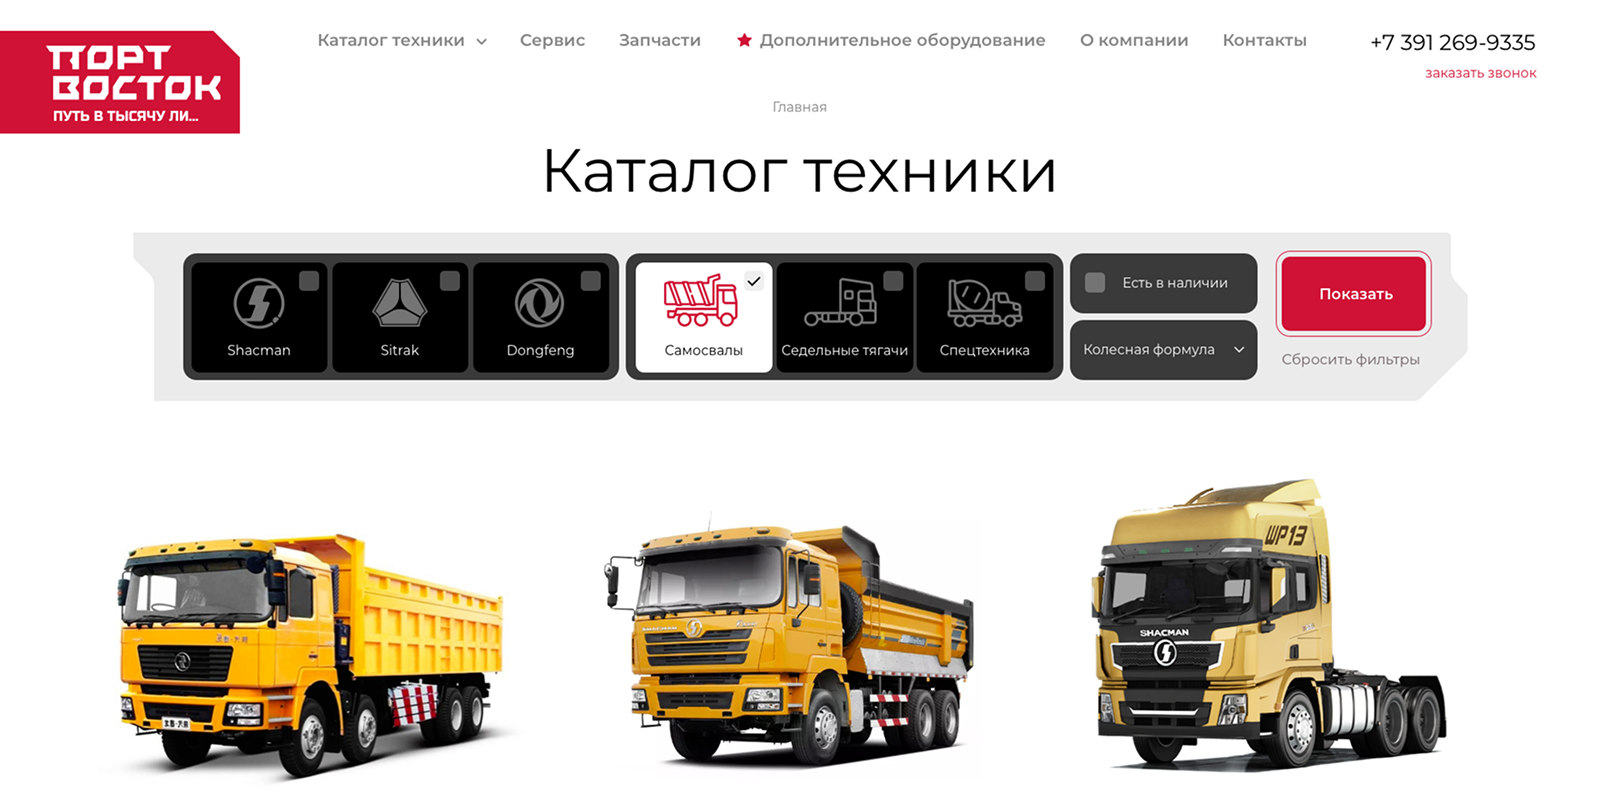 ПОРТ
ВОСТОК
ПУТЬ В ТЫСЯЧУ ЛИ...
Каталог техники
Сервис
Запчасти
Дополнительное оборудование
О компании
Контакты
+7 391 269-9335
заказать звонок
Главная
Каталог техники
Shacman
Sitrak
Dongfeng
Самосвалы
Седельные тягачи
Спецтехника
Есть в наличии
Колесная формула
Показать
Сбросить фильтры
WP13
SHACMAN